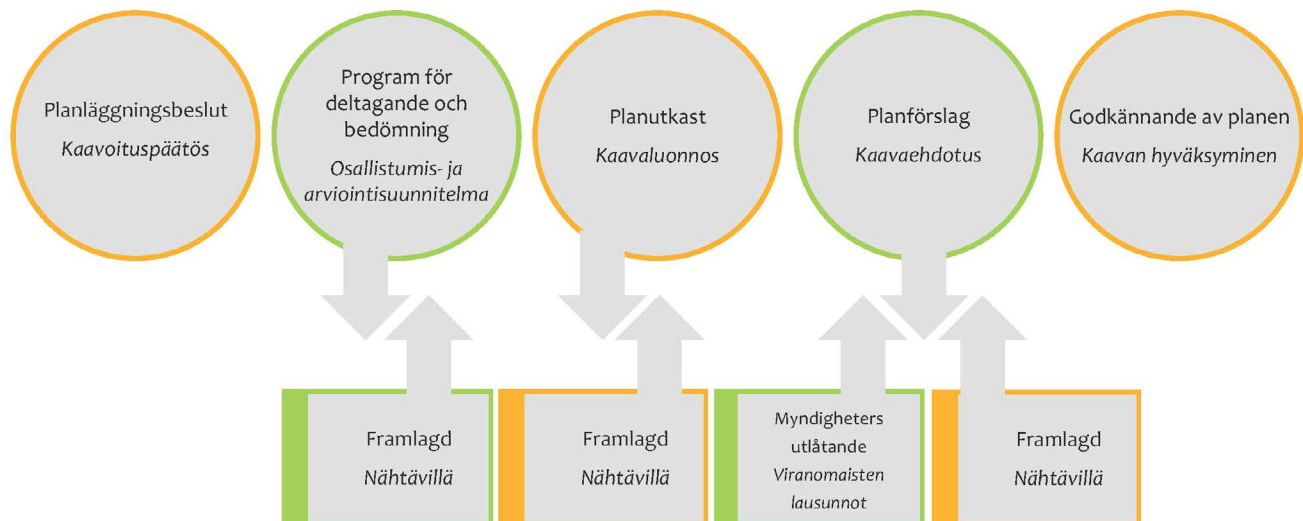 Planläggningsbeslut
Kaavoituspäätös
Program för
deltagande och
bedömning
Osallistumis- ja
arviointisuunnitelma
Planutkast
Kaavaluonnos
Planförslag
Kaavaehdotus
Godkännande av planen
Kaavan hyväksyminen
Framlagd
Nähtävillä
Framlagd
Nähtävillä
Myndigheters
utlåtande
Viranomaisten
lausunnot
Framlagd
Nähtävillä